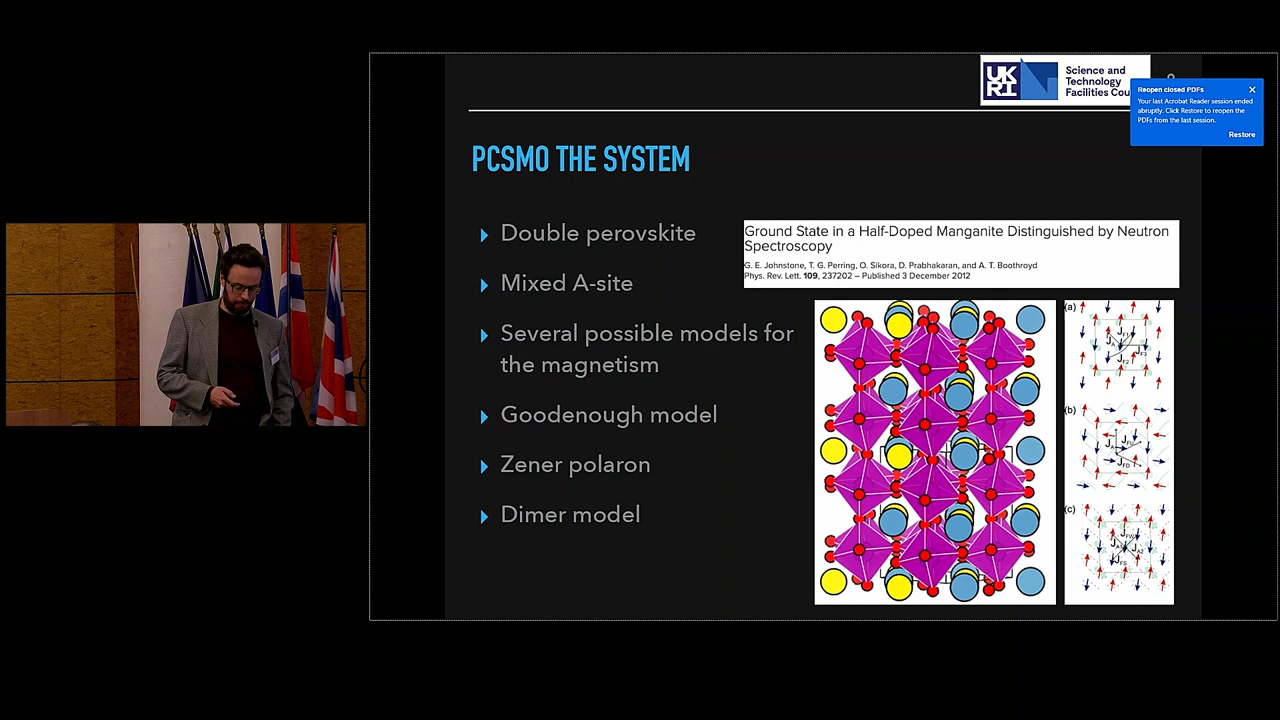 UK
RI
Science and
Technology
Facilities Cou
Reopen closed PDFs
Your last Acrobat Reader session ended
abruptly. Click Restore to reopen the
PDFs from the last session.
Restore
PCSMO THE SYSTEM
Double perovskite
Mixed A-site
Several possible models for
the magnetism
Goodenough model
Zener polaron
Dimer model
Ground State in a Half-Doped Manganite Distinguished by Neutron
Spectroscopy
G. E. Johnstone, T. G. Perring, O. Sikora, D. Prabhakaran, and A. T. Boothroyd
Phys. Rev. Lett. 109, 237202 – Published 3 December 2012
(a)
(b)
(c)